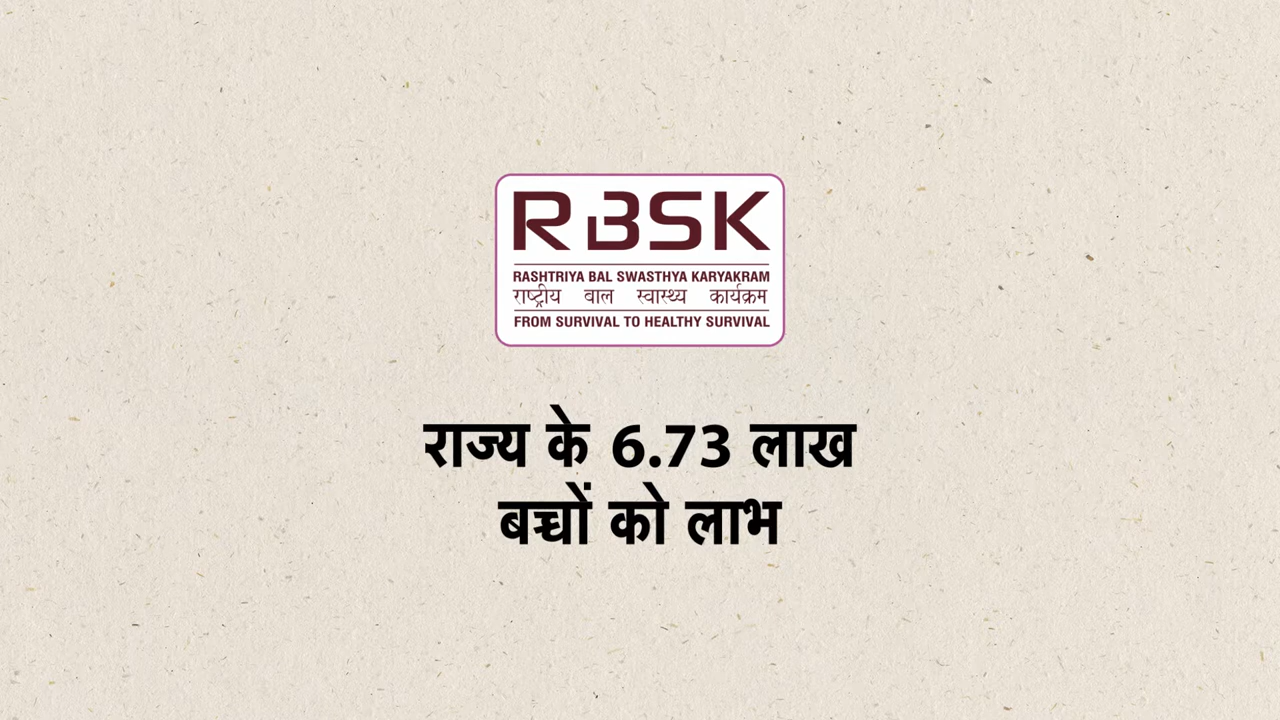 RBSK
RASHTRIYA BAL SWASTHYA KARYAKRAM
राष्ट्रीय बाल स्वास्थ्य कार्यक्रम
FROM SURVIVAL TO HEALTHY SURVIVAL
राज्य के 6.73 लाख
बच्चों को लाभ